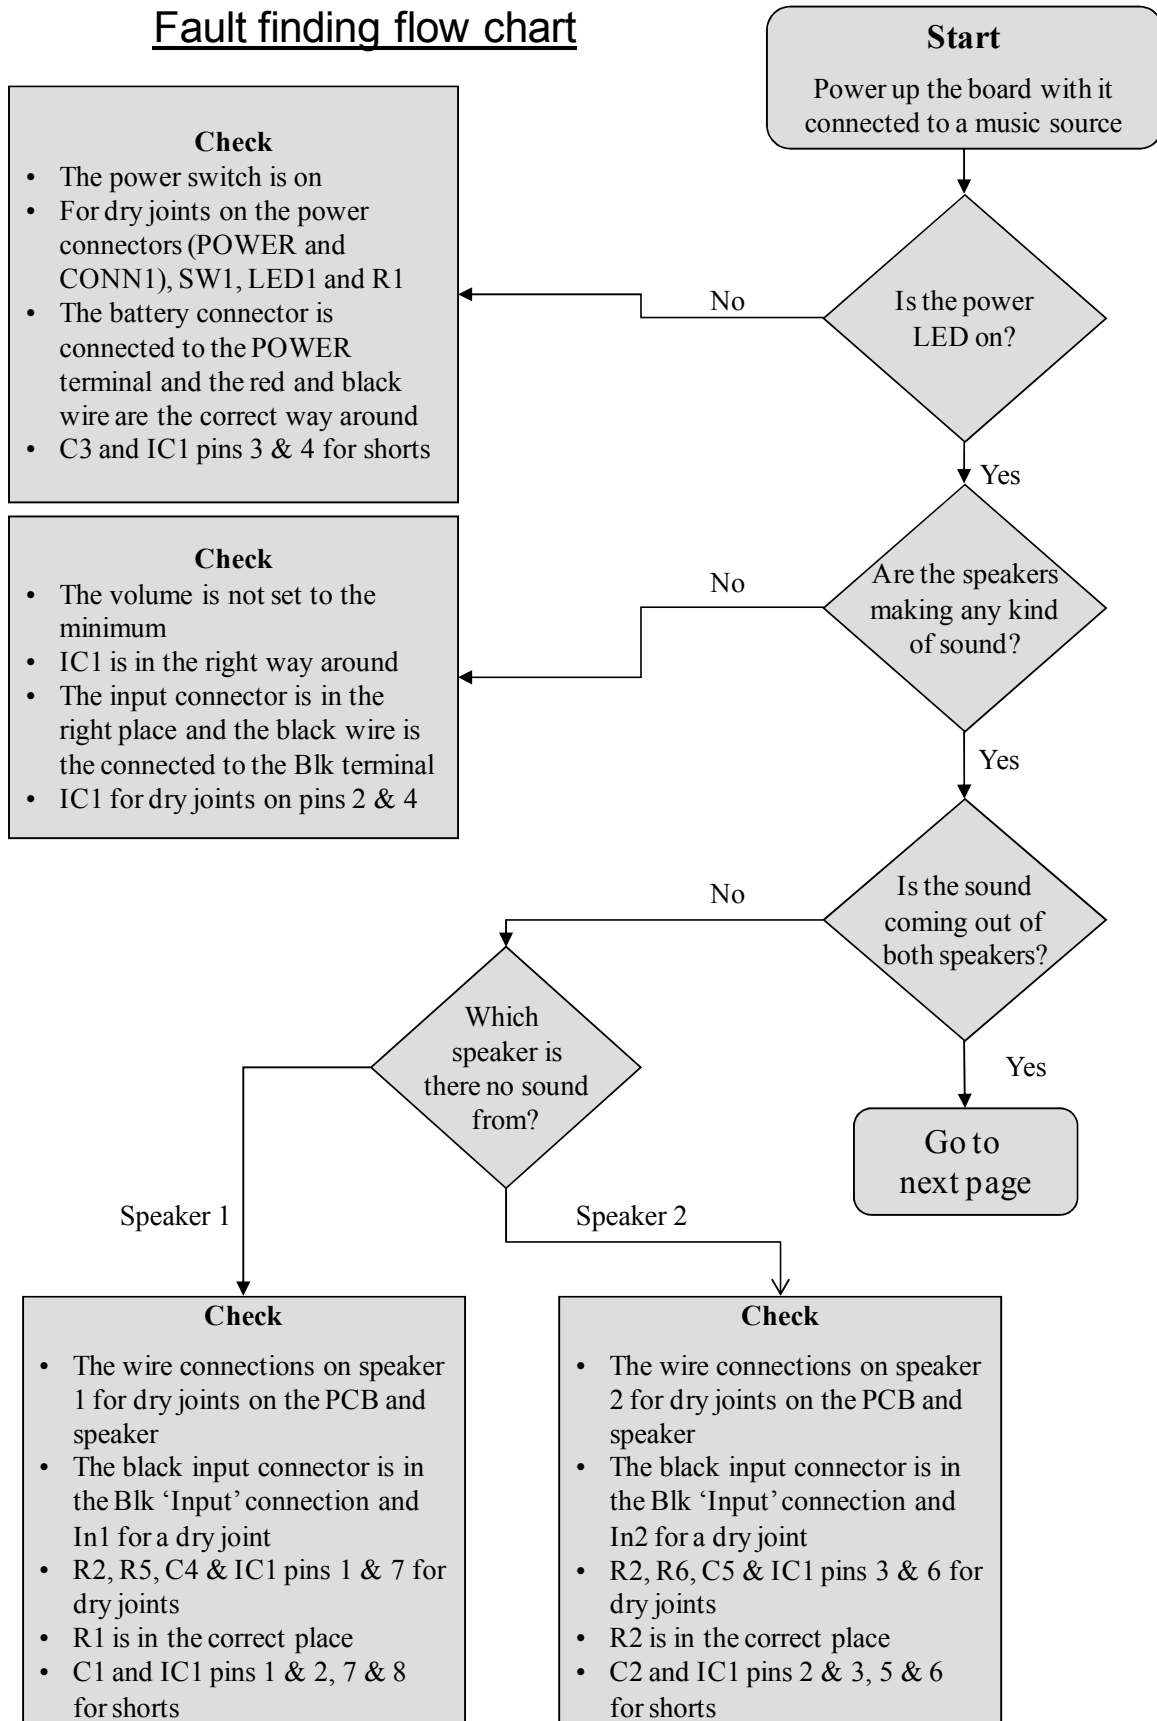 Fault finding flow chart
Start
Power up the board with it
connected to a music source
Is the power
LED on?
No
Yes
Check
• The power switch is on
• For dry joints on the power
connectors (POWER and
CONN1), SW1, LED1 and R1
• The battery connector is
connected to the POWER
terminal and the red and black
wire are the correct way around
• C3 and IC1 pins 3 & 4 for shorts
Are the speakers
making any kind
of sound?
No
Yes
Check
• The volume is not set to the
minimum
• IC1 is in the right way around
• The input connector is in the
right place and the black wire is
the connected to the Blk terminal
• IC1 for dry joints on pins 2 & 4
Is the sound
coming out of
both speakers?
No
Yes
Go to
next page
Which
speaker is
there no sound
from?
Speaker 1
Speaker 2
Check
• The wire connections on speaker
1 for dry joints on the PCB and
speaker
• The black input connector is in
the Blk ‘Input’ connection and
In1 for a dry joint
• R2, R5, C4 & IC1 pins 1 & 7 for
dry joints
• R1 is in the correct place
• C1 and IC1 pins 1 & 2, 7 & 8
for shorts
Check
• The wire connections on speaker
2 for dry joints on the PCB and
speaker
• The black input connector is in
the Blk ‘Input’ connection and
In2 for a dry joint
• R2, R6, C5 & IC1 pins 3 & 6 for
dry joints
• R2 is in the correct place
• C2 and IC1 pins 2 & 3, 5 & 6
for shorts